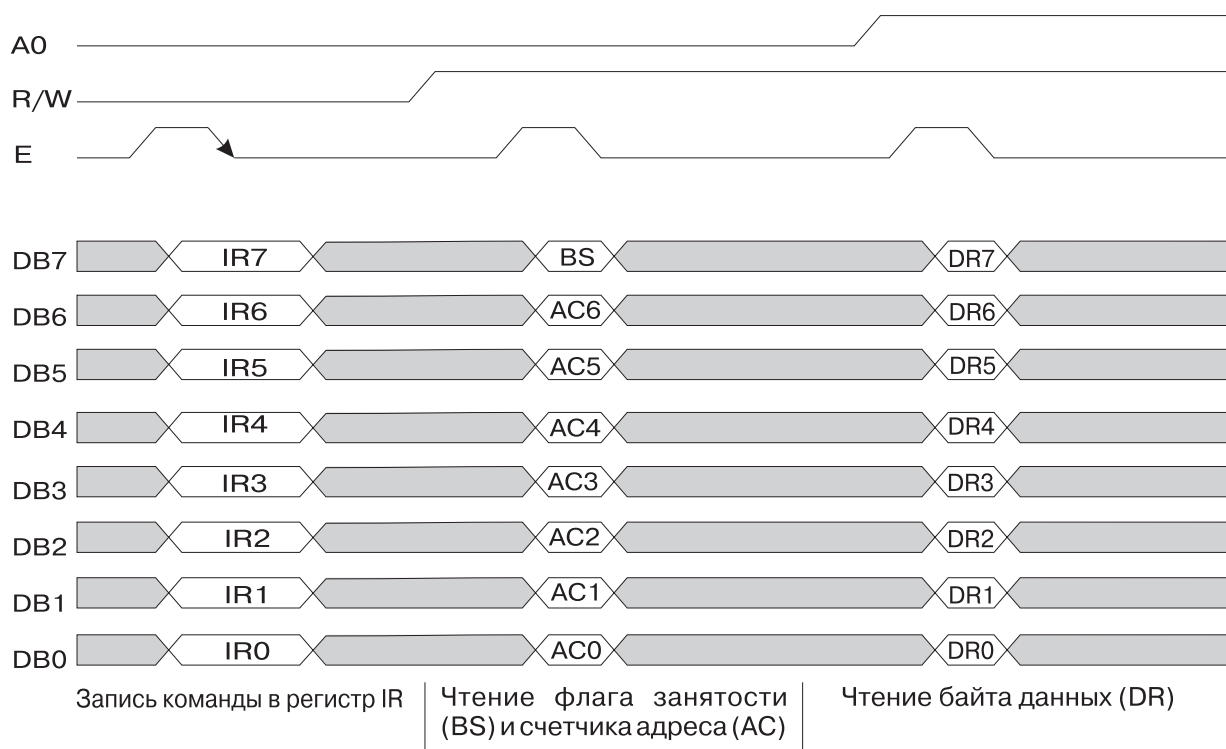 A0
R/W
E
DB7 IR7 BS DR7
DB6 IR6 AC6 DR6
DB5 IR5 AC5 DR5
DB4 IR4 AC4 DR4
DB3 IR3 AC3 DR3
DB2 IR2 AC2 DR2
DB1 IR1 AC1 DR1
DB0 IR0 AC0 DR0
Запись команды в регистр IR
Чтение флага занятости
(BS) и счетчика адреса (AC)
Чтение байта данных (DR)